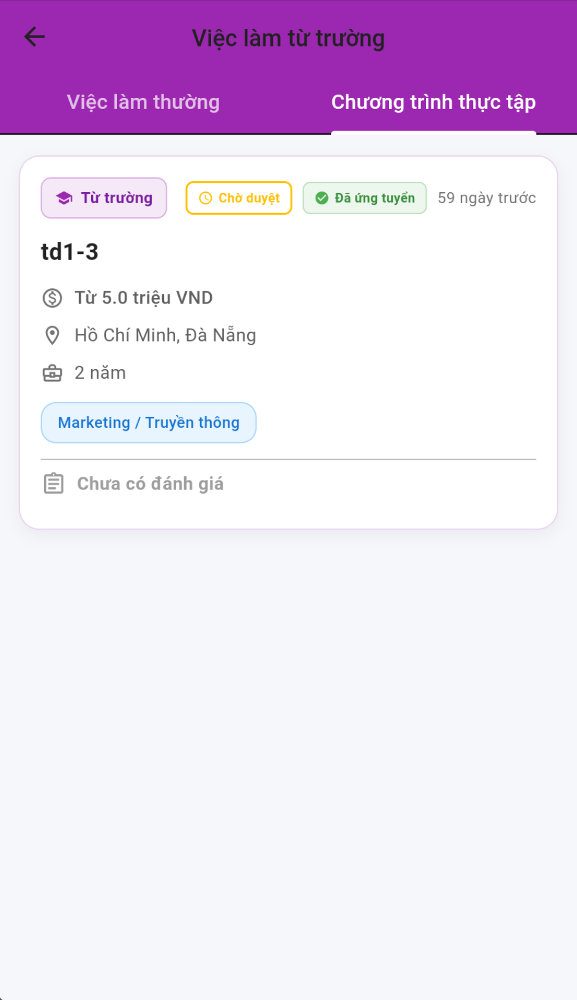 Việc làm từ trường
Việc làm thường
Chương trình thực tập
Từ trường Chờ duyệt Đã ứng tuyển 59 ngày trước
td1-3
Từ 5.0 triệu VND
Hồ Chí Minh, Đà Nẵng
2 năm
Marketing / Truyền thông
Chưa có đánh giá